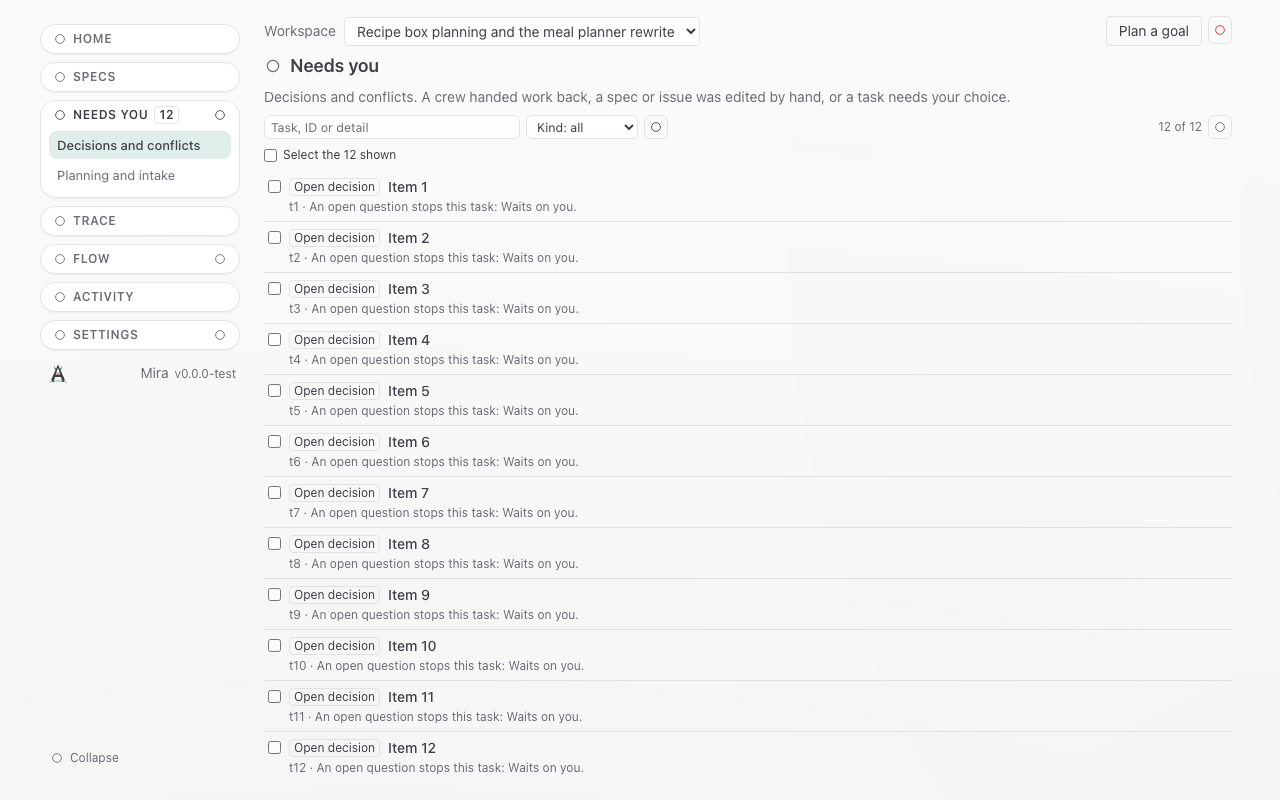 HOME
SPECS
NEEDS YOU 12
Decisions and conflicts
Planning and intake
TRACE
FLOW
ACTIVITY
SETTINGS
Mira v0.0.0-test
Collapse
Workspace Recipe box planning and the meal planner rewrite Plan a goal
Needs you
Decisions and conflicts. A crew handed work back, a spec or issue was edited by hand, or a task needs your choice.
Task, ID or detail Kind: all 12 of 12
Select the 12 shown
Open decision Item 1
t1 · An open question stops this task: Waits on you.
Open decision Item 2
t2 · An open question stops this task: Waits on you.
Open decision Item 3
t3 · An open question stops this task: Waits on you.
Open decision Item 4
t4 · An open question stops this task: Waits on you.
Open decision Item 5
t5 · An open question stops this task: Waits on you.
Open decision Item 6
t6 · An open question stops this task: Waits on you.
Open decision Item 7
t7 · An open question stops this task: Waits on you.
Open decision Item 8
t8 · An open question stops this task: Waits on you.
Open decision Item 9
t9 · An open question stops this task: Waits on you.
Open decision Item 10
t10 · An open question stops this task: Waits on you.
Open decision Item 11
t11 · An open question stops this task: Waits on you.
Open decision Item 12
t12 · An open question stops this task: Waits on you.